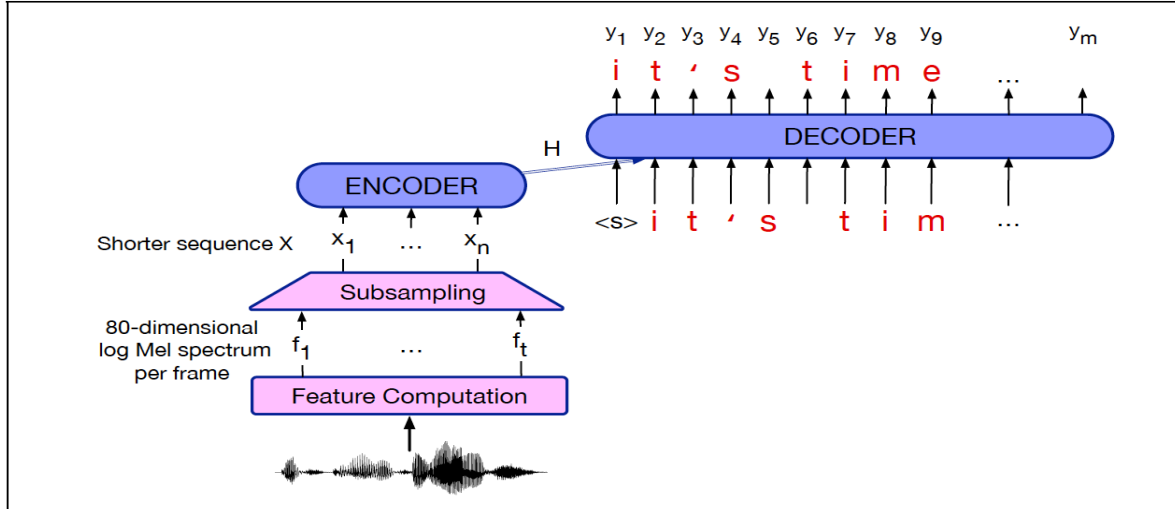 y1 y2 y3 y4 y5 y6 y7 y8 y9 ym
i t ‘ s t i m e ...
DECODER
H
ENCODER
<s> i t ‘ s t i m ...
Shorter sequence X x1 ... xn
Subsampling
80-dimensional
log Mel spectrum
per frame
f1 ... ft
Feature Computation